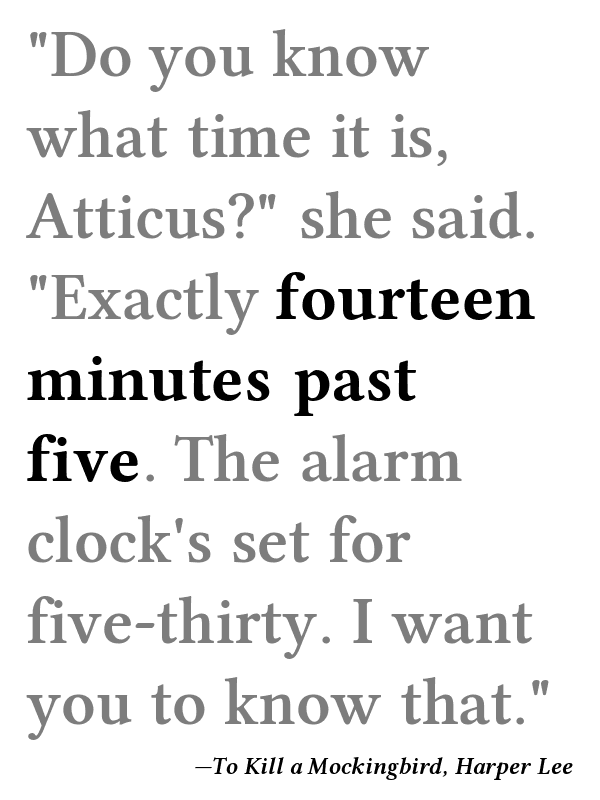 "Do you know
what time it is,
Atticus?" she said.
"Exactly fourteen
minutes past
five. The alarm
clock's set for
five-thirty. I want
you to know that."
—To Kill a Mockingbird, Harper Lee